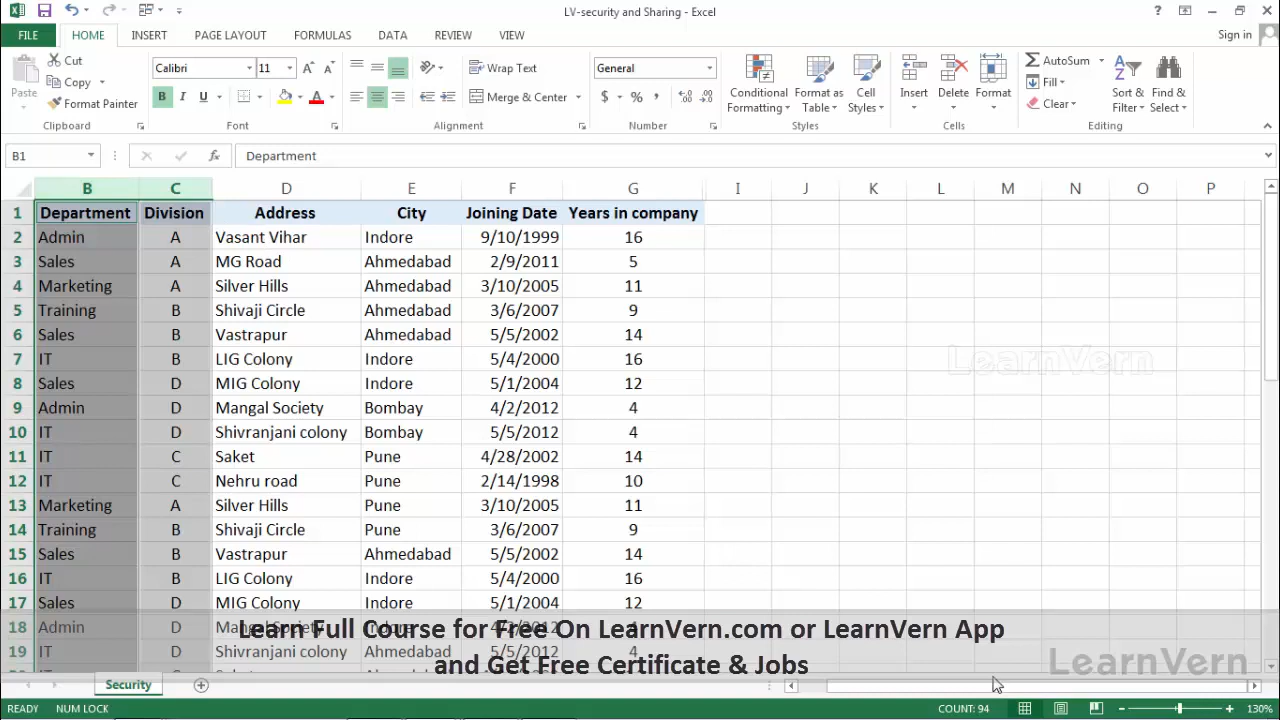 LV-security and Sharing - Excel
FILE HOME INSERT PAGE LAYOUT FORMULAS DATA REVIEW VIEW Sign in
Cut
Copy
Format Painter
Paste
Clipboard
Calibri 11
B I U
Font
Wrap Text
Merge & Center
Alignment
General
$ % ,
Number
Conditional Formatting
Format as Table
Cell Styles
Styles
Insert Delete Format
Cells
AutoSum
Fill
Clear
Sort & Filter
Find & Select
Editing
B1 fx Department
B C D E F G I J K L M N O P
1 Department Division Address City Joining Date Years in company
2 Admin A Vasant Vihar Indore 9/10/1999 16
3 Sales A MG Road Ahmedabad 2/9/2011 5
4 Marketing A Silver Hills Ahmedabad 3/10/2005 11
5 Training B Shivaji Circle Ahmedabad 3/6/2007 9
6 Sales B Vastrapur Ahmedabad 5/5/2002 14
7 IT B LIG Colony Indore 5/4/2000 16
8 Sales D MIG Colony Indore 5/1/2004 12
9 Admin D Mangal Society Bombay 4/2/2012 4
10 IT D Shivranjani colony Bombay 5/5/2012 4
11 IT C Saket Pune 4/28/2002 14
12 IT C Nehru road Pune 2/14/1998 10
13 Marketing A Silver Hills Pune 3/10/2005 11
14 Training B Shivaji Circle Pune 3/6/2007 9
15 Sales B Vastrapur Ahmedabad 5/5/2002 14
16 IT B LIG Colony Indore 5/4/2000 16
17 Sales D MIG Colony Indore 5/1/2004 12
18 Admin D
19 IT D Shivranjani colony Bombay 5/5/2012 4
LearnVern
Learn Full Course for Free On LearnVern.com or LearnVern App
and Get Free Certificate & Jobs
LearnVern
Security
READY NUM LOCK COUNT: 94 130%